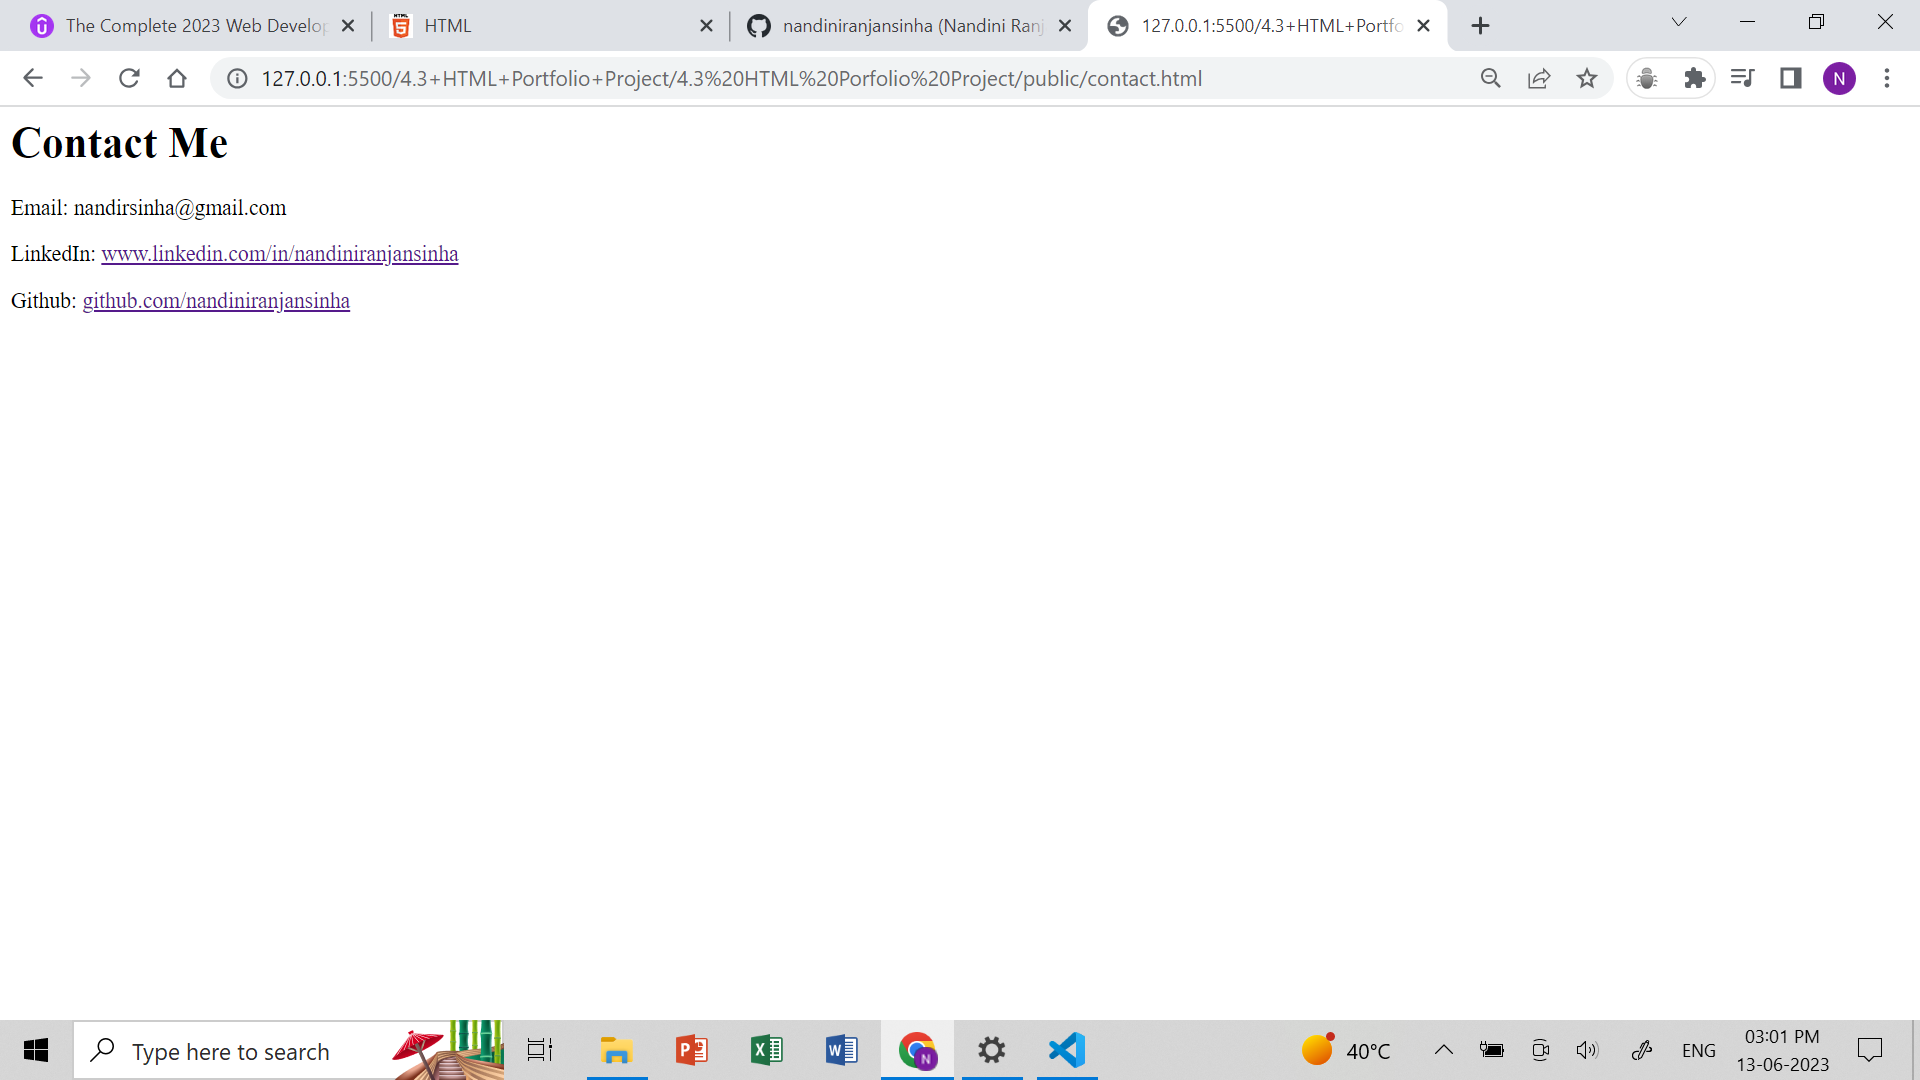 The Complete 2023 Web Develop
HTML
nandiniranjansinha (Nandini Ranj
127.0.0.1:5500/4.3+HTML+Portfo
127.0.0.1:5500/4.3+HTML+Portfolio+Project/4.3%20HTML%20Porfolio%20Project/public/contact.html
N
Contact Me
Email: nandirsinha@gmail.com
LinkedIn: www.linkedin.com/in/nandiniranjansinha
Github: github.com/nandiniranjansinha
Type here to search
N
40°C
ENG
03:01 PM
13-06-2023